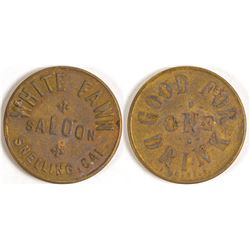 WHITE FAWN
SALOON
SNELLING, CAL.
GOOD FOR
ONE
DRINK